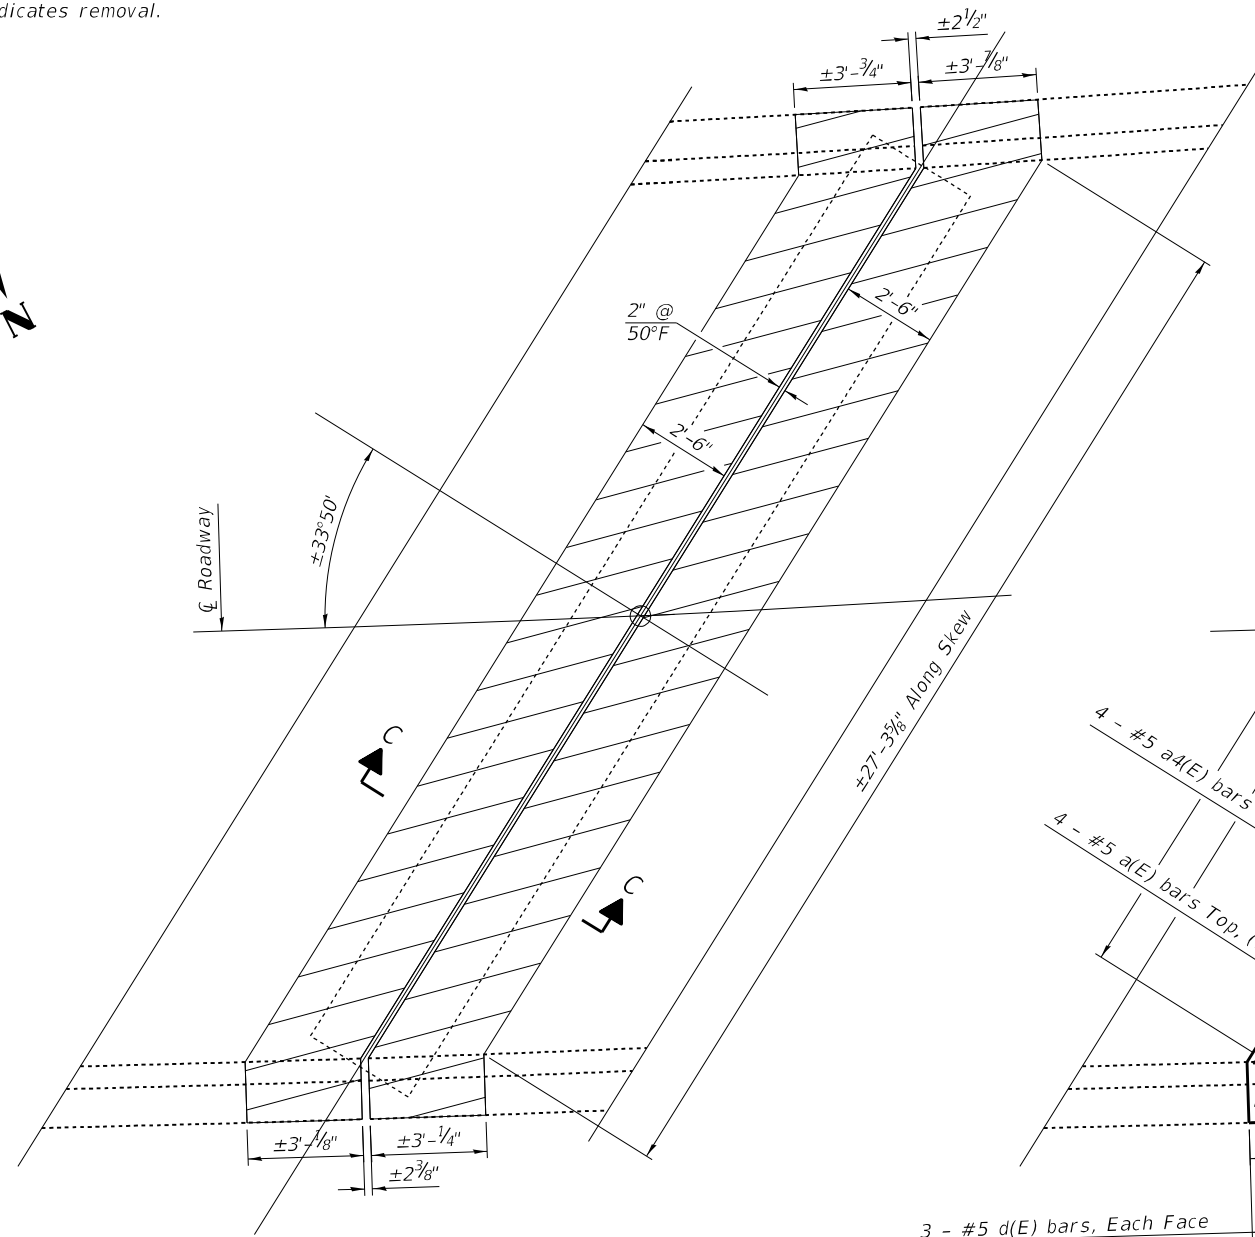 dicates removal.
±2½"
±3'-¾"
±3'-⅞"
N
2" @
50°F
2'-6"
2'-6"
±33°50'
℄ Roadway
±27'-3⅝" Along Skew
C
C
4 - #5 a4(E) bars
4 - #5 a(E) bars Top, (
±3'-⅛"
±3'-¼"
±2⅜"
3 - #5 d(E) bars, Each Face